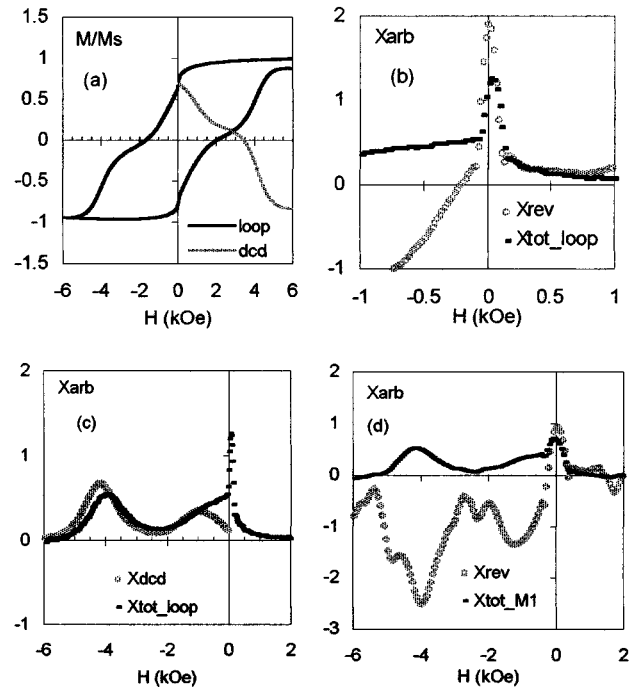 M/Ms
(a)
1.5
1
0.5
0
-0.5
-1
-1.5
-6 -4 -2 0 2 4 6
H (kOe)
loop
dcd
Xarb
(b)
2
1
0
-1
-1 -0.5 0 0.5 1
H (kOe)
Xrev
Xtot_loop
Xarb
(c)
2
1
0
-1
-6 -4 -2 0 2
H (kOe)
Xdcd
Xtot_loop
Xarb
(d)
2
1
0
-1
-2
-3
-6 -4 -2 0 2
H (kOe)
Xrev
Xtot_M1